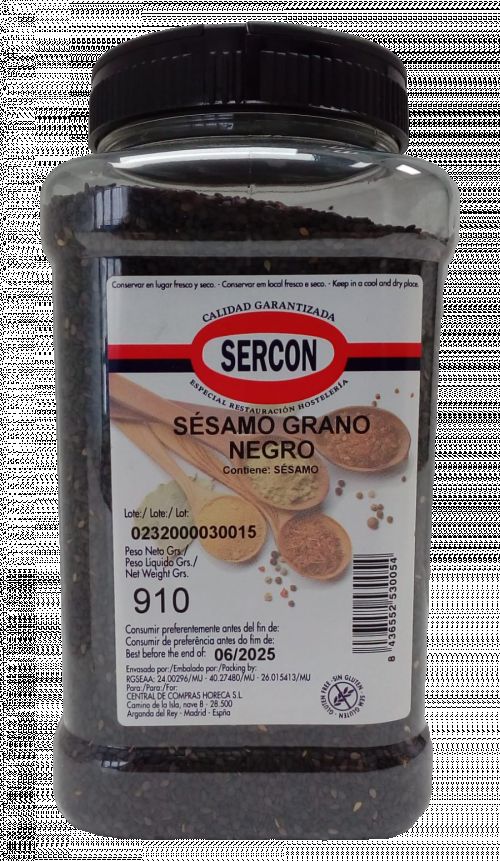 Conservar en lugar fresco y seco. - Conservar em local fresco e seco. - Keep in a cool and dry place.
CALIDAD GARANTIZADA
SERCON
ESPECIAL RESTAURACIÓN HOSTELERÍA
SÉSAMO GRANO
NEGRO
Contiene: SÉSAMO
Lote:/ Lote:/ Lot:
0232000030015
Peso Neto Grs./
Peso Liquido Grs./
Net Weight Grs.
910
Consumir preferentemente antes del fin de:
Consumir de preferência antes do fim de:
Best before the end of: 06/2025
Envasado por:/Embalado por:/Packing by:
RGSEAA: 24.00296/MU - 40.27480/MU - 26.015413/MU
Para:/Para:/For:
CENTRAL DE COMPRAS HORECA S.L
Camino de la Isla, nave 8 - 28.500
Arganda del Rey - Madrid - Espña
8 436552 530054
GLUTEN FREE · SIN GLUTEN · SEM GLUTEN ·